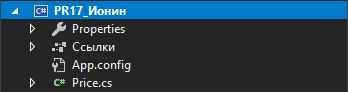 C# PR17_Ионин
Properties
Ссылки
App.config
C# Price.cs